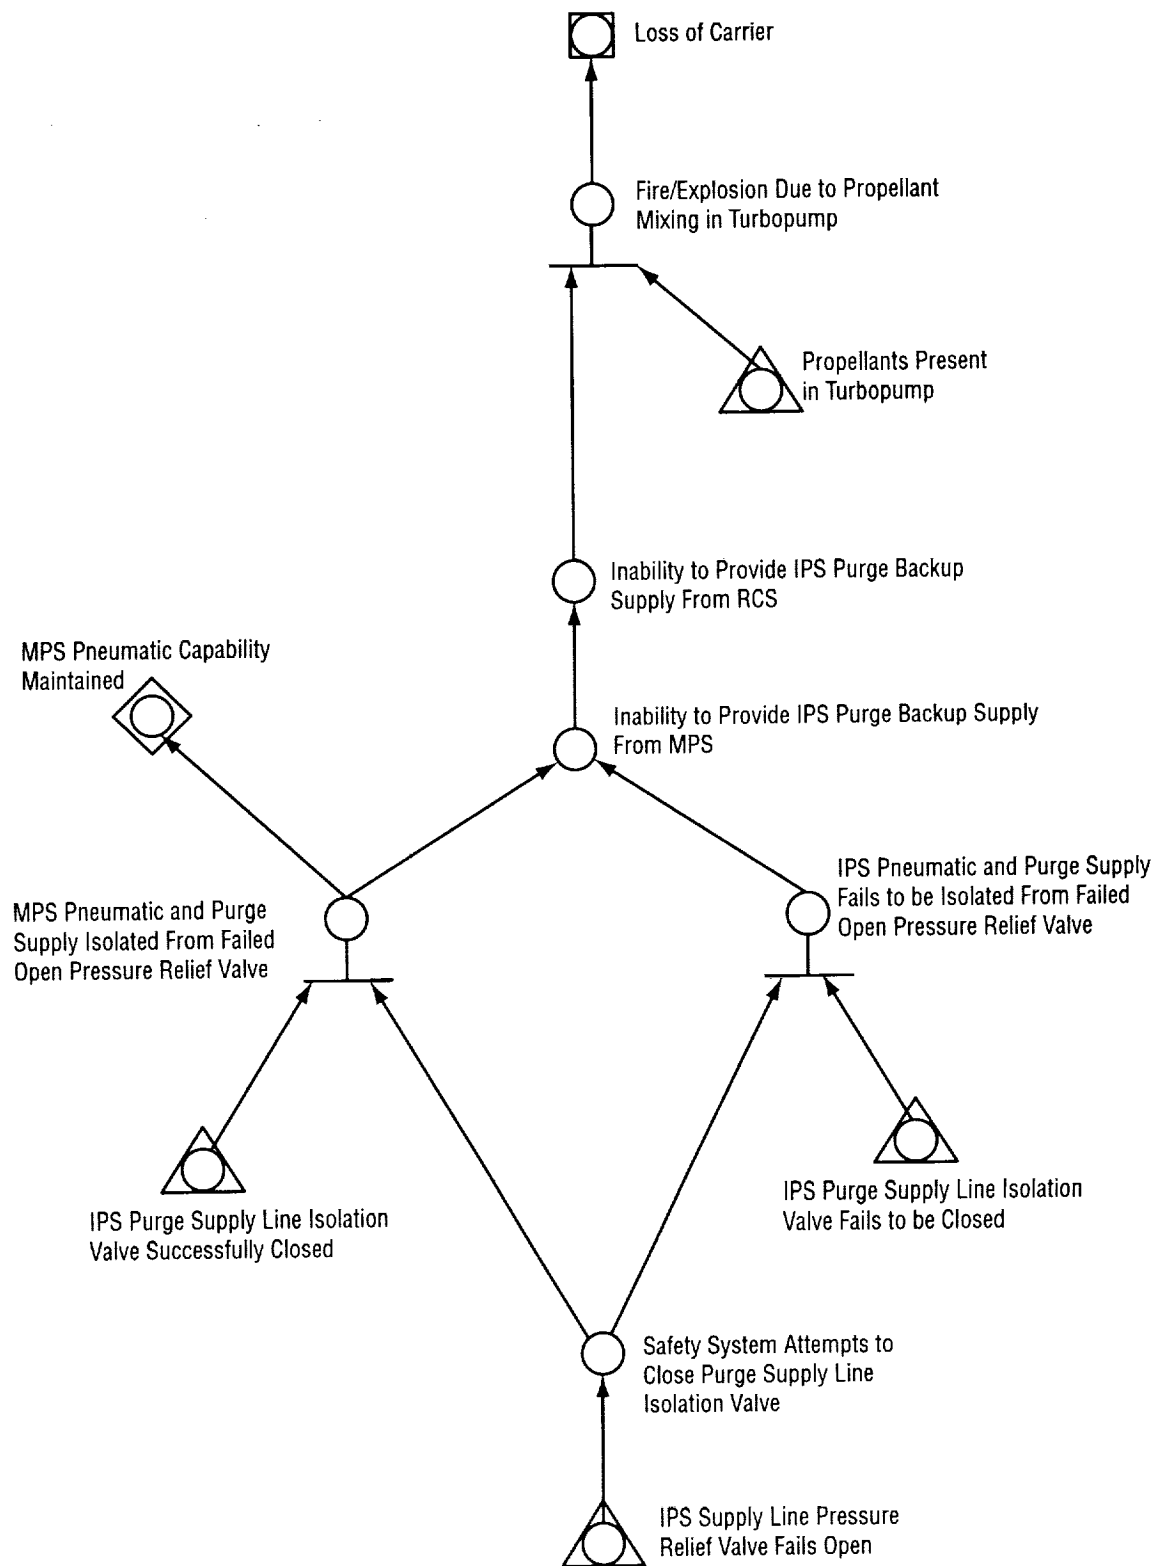 Loss of Carrier
Fire/Explosion Due to Propellant
Mixing in Turbopump
Propellants Present
in Turbopump
Inability to Provide IPS Purge Backup
Supply From RCS
MPS Pneumatic Capability
Maintained
Inability to Provide IPS Purge Backup Supply
From MPS
IPS Pneumatic and Purge Supply
Fails to be Isolated From Failed
Open Pressure Relief Valve
MPS Pneumatic and Purge
Supply Isolated From Failed
Open Pressure Relief Valve
IPS Purge Supply Line Isolation
Valve Fails to be Closed
IPS Purge Supply Line Isolation
Valve Successfully Closed
Safety System Attempts to
Close Purge Supply Line
Isolation Valve
IPS Supply Line Pressure
Relief Valve Fails Open